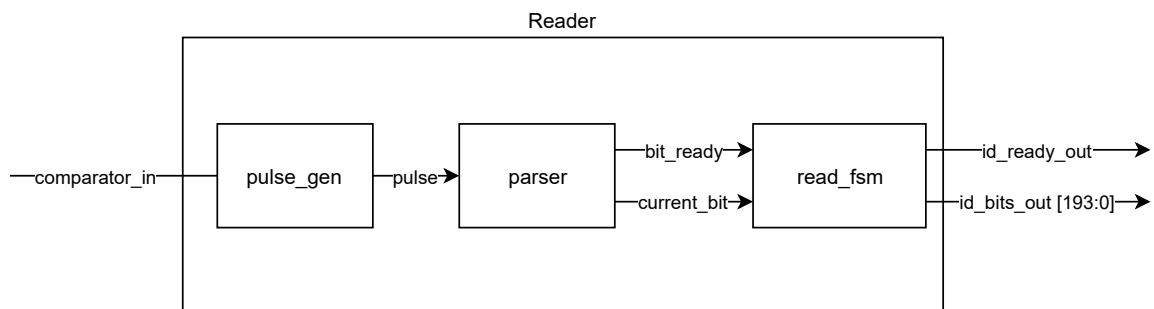 Reader
bit_ready
id_ready_out
comparator_in
pulse_gen
pulse
parser
read_fsm
current_bit
id_bits_out [193:0]